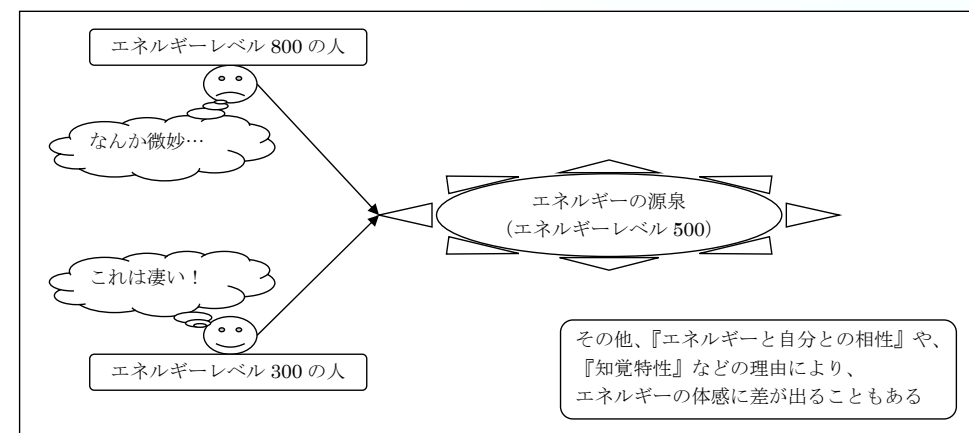 エネルギーレベル 800 の人
なんか微妙…
エネルギーの源泉
（エネルギーレベル 500）
これは凄い！
エネルギーレベル 300 の人
その他、『エネルギーと自分との相性』や、
『知覚特性』などの理由により、
エネルギーの体感に差が出ることもある